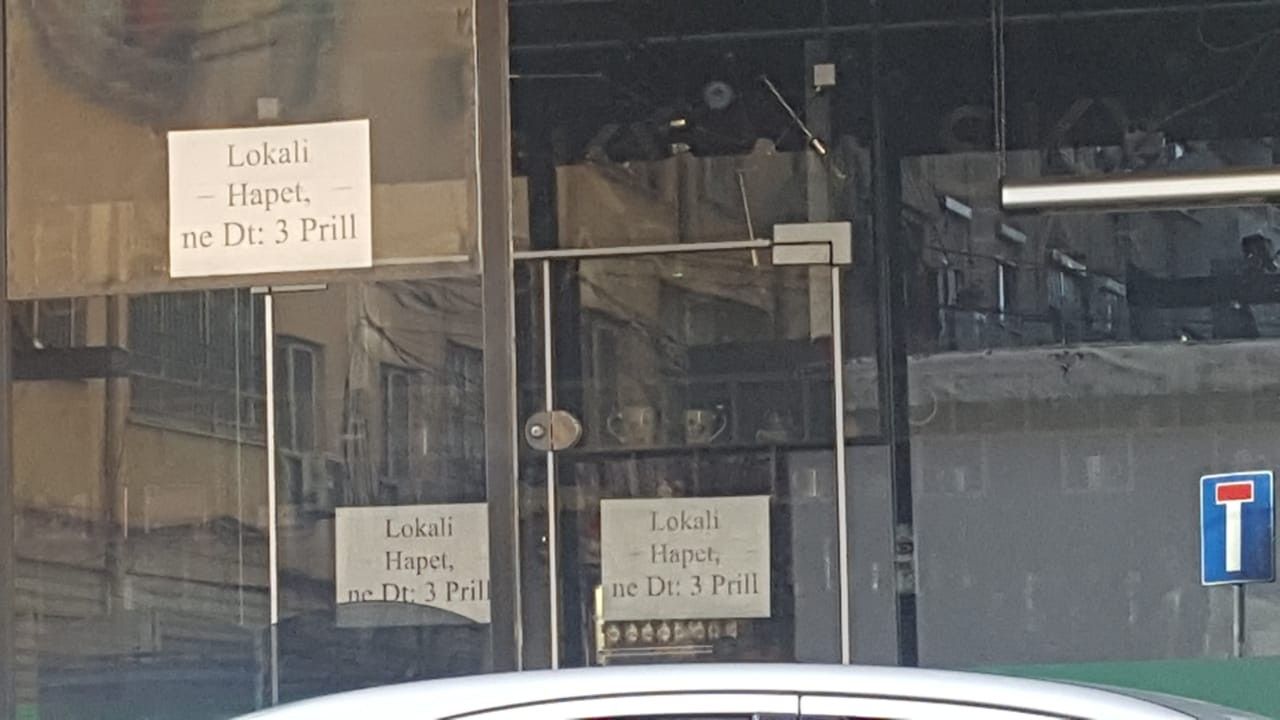 Lokali
– Hapet, –
ne Dt: 3 Prill
Lokali
Hapet,
ne Dt: 3 Prill
Lokali
– Hapet, –
ne Dt: 3 Prill